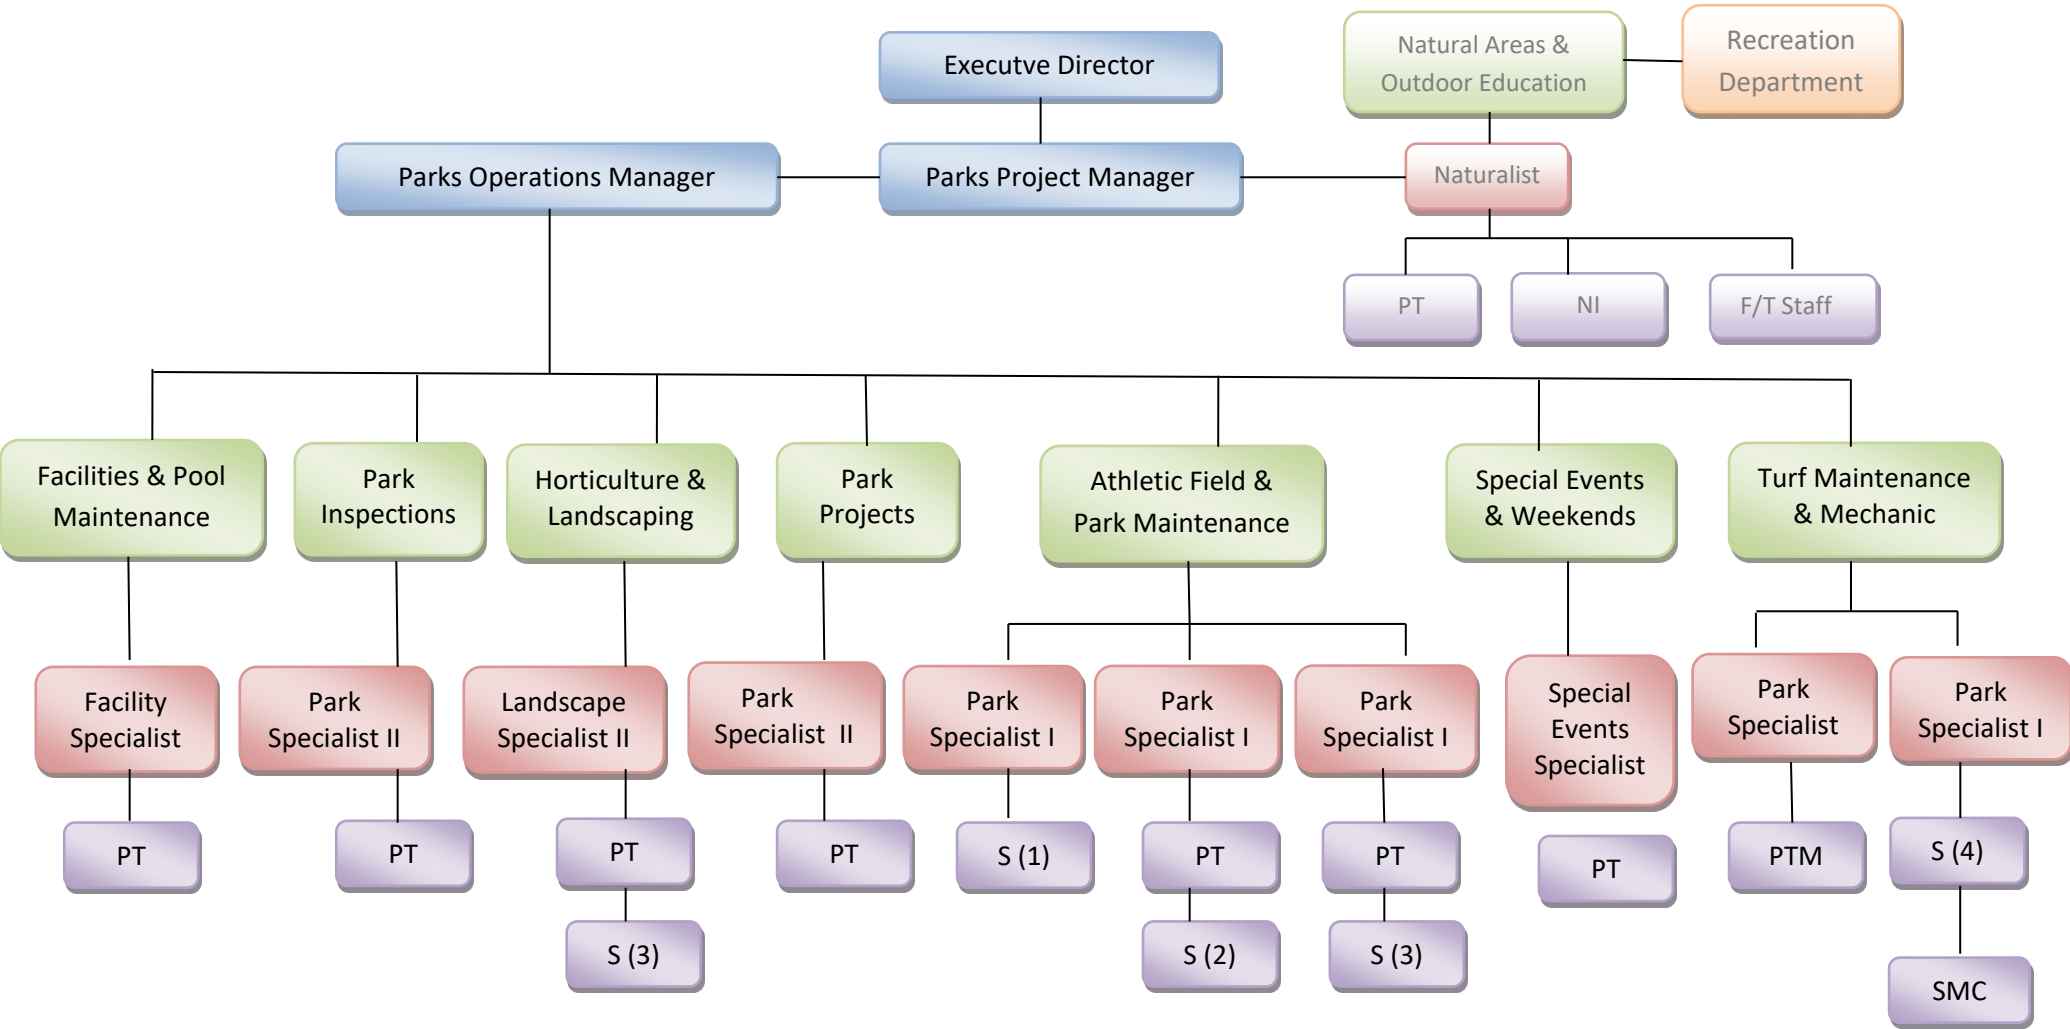 Executve Director
Natural Areas &
Outdoor Education
Recreation
Department
Parks Operations Manager
Parks Project Manager
Naturalist
PT
NI
F/T Staff
Facilities & Pool
Maintenance
Park
Inspections
Horticulture &
Landscaping
Park
Projects
Athletic Field &
Park Maintenance
Special Events
& Weekends
Turf Maintenance
& Mechanic
Facility
Specialist
Park
Specialist II
Landscape
Specialist II
Park
Specialist  II
Park
Specialist I
Park
Specialist I
Park
Specialist I
Special
Events
Specialist
Park
Specialist
Park
Specialist I
PT
PT
PT
PT
S (1)
PT
PT
PT
PTM
S (4)
S (3)
S (2)
S (3)
SMC